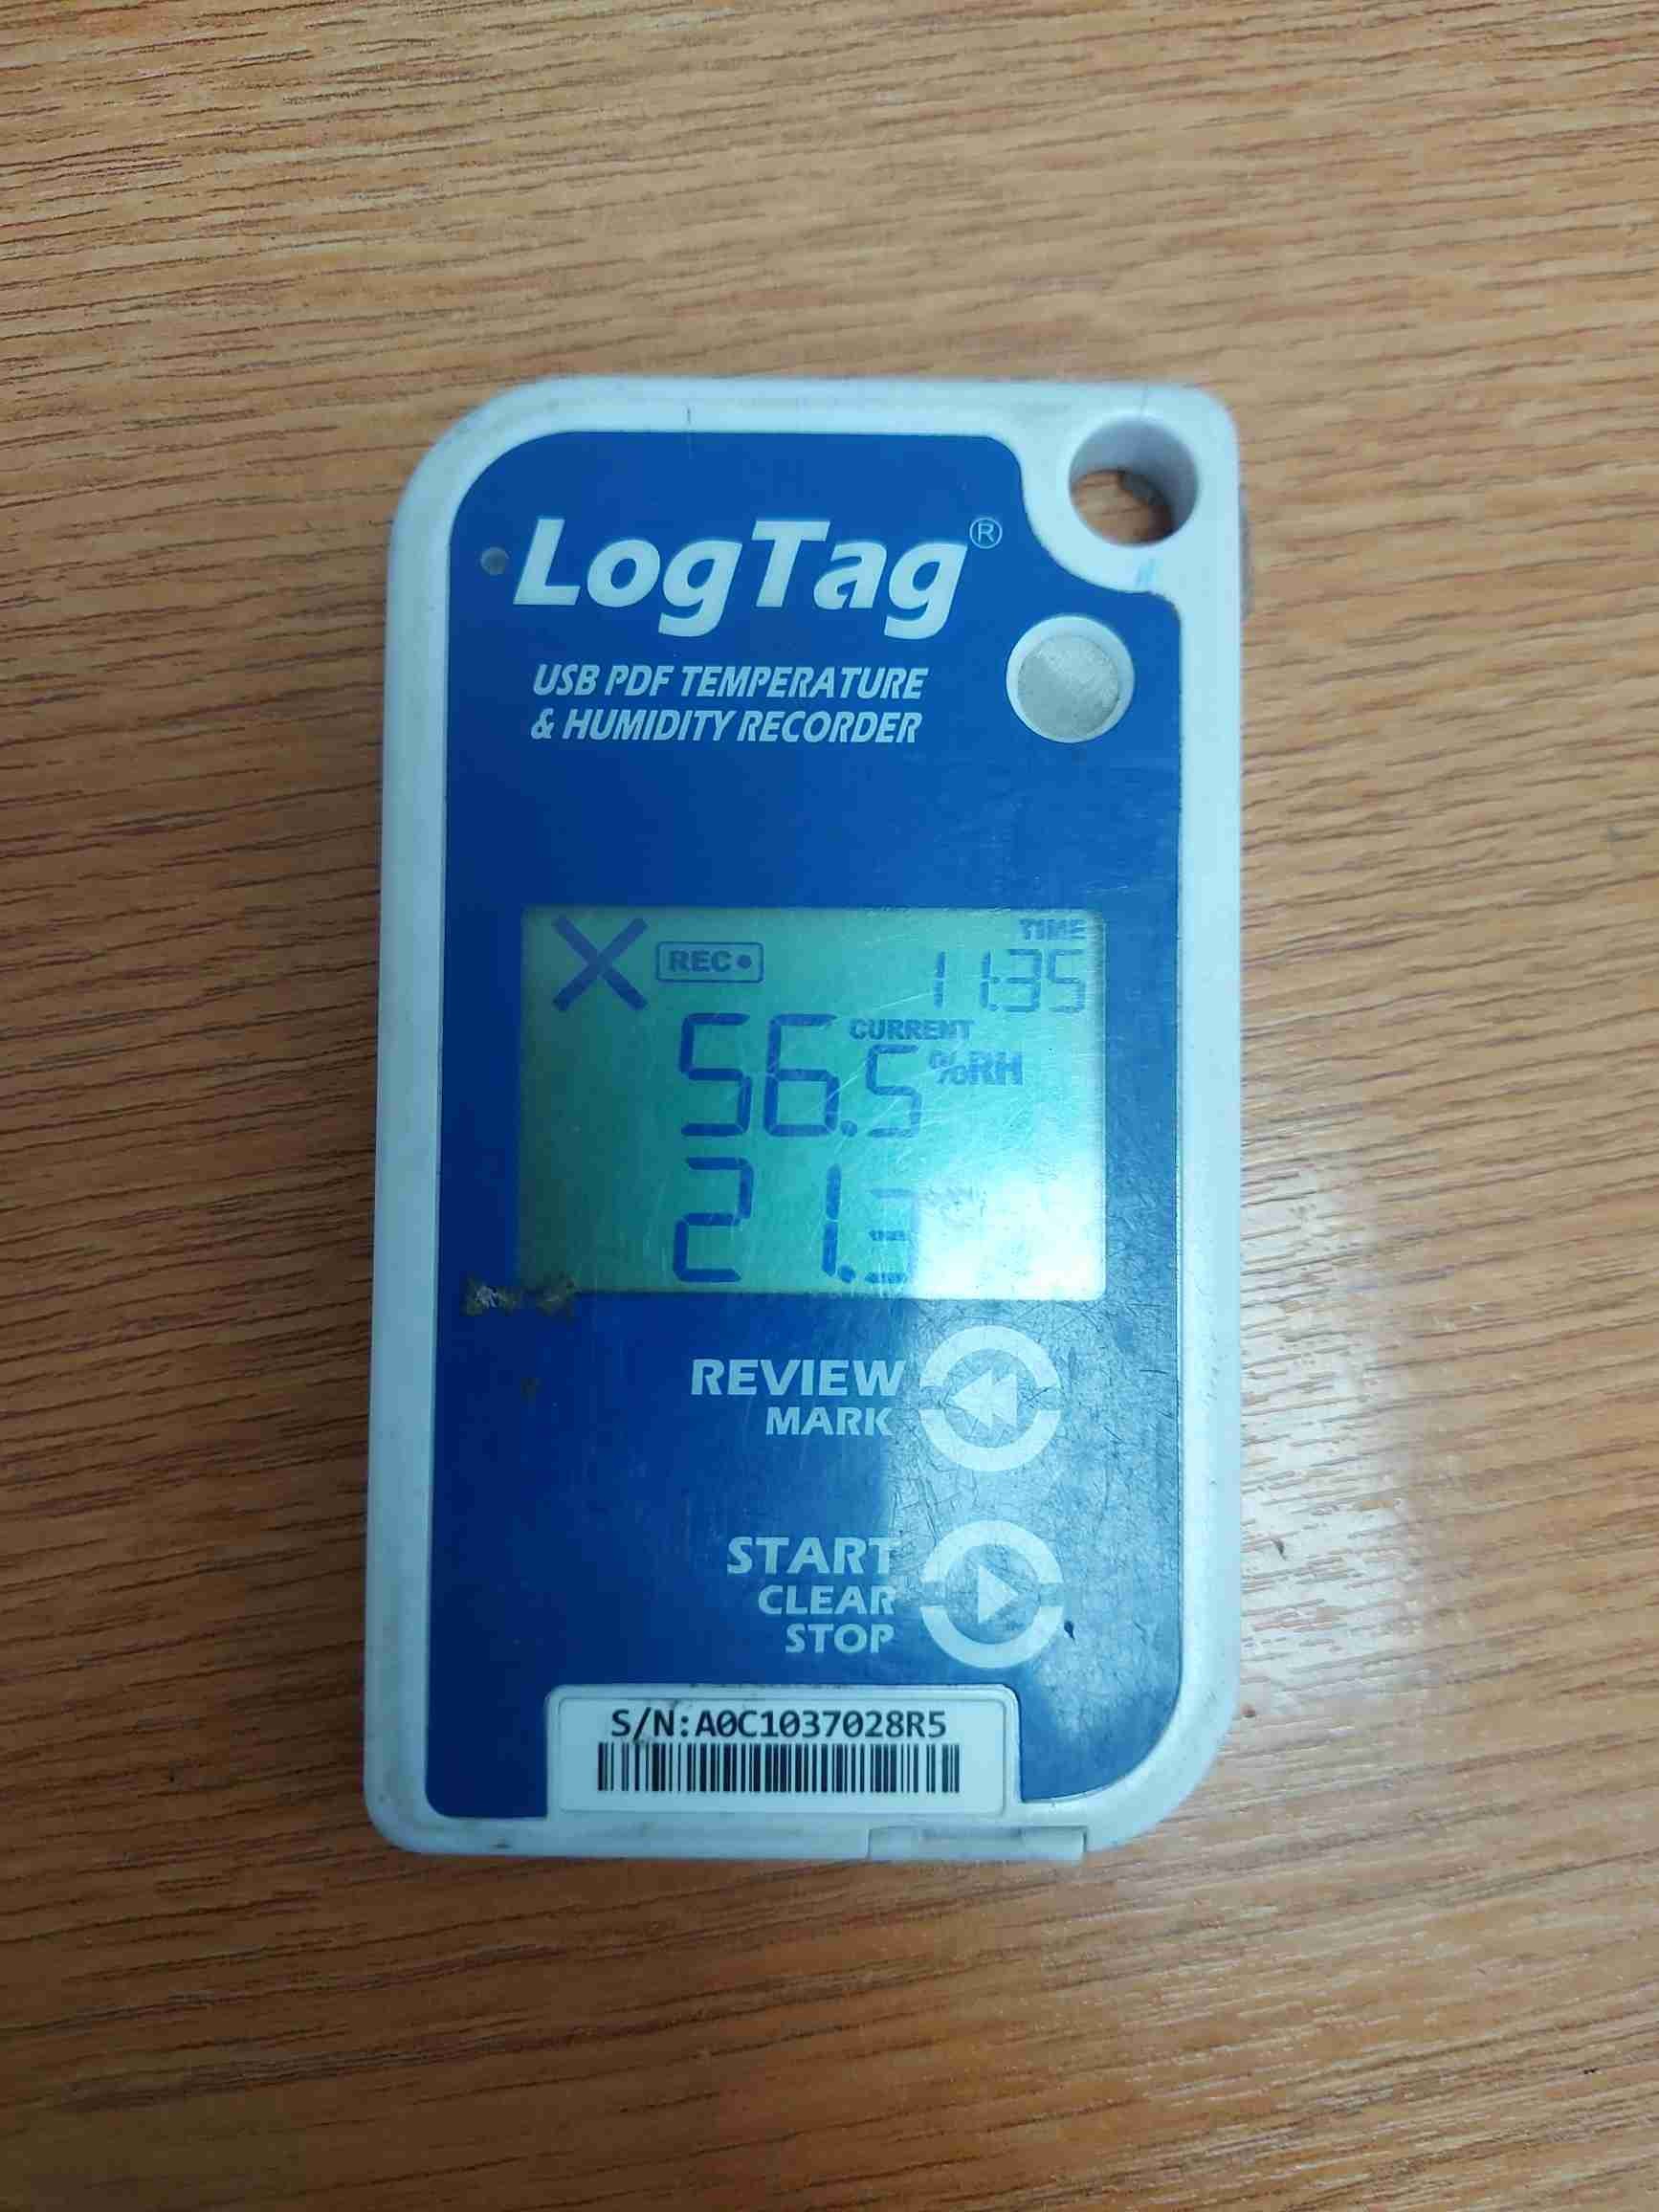 LogTag®
USB PDF TEMPERATURE
& HUMIDITY RECORDER
TIME
REC
11:35
CURRENT
56.5 %RH
21.3
REVIEW
MARK
START
CLEAR
STOP
S/N:A0C1037028R5